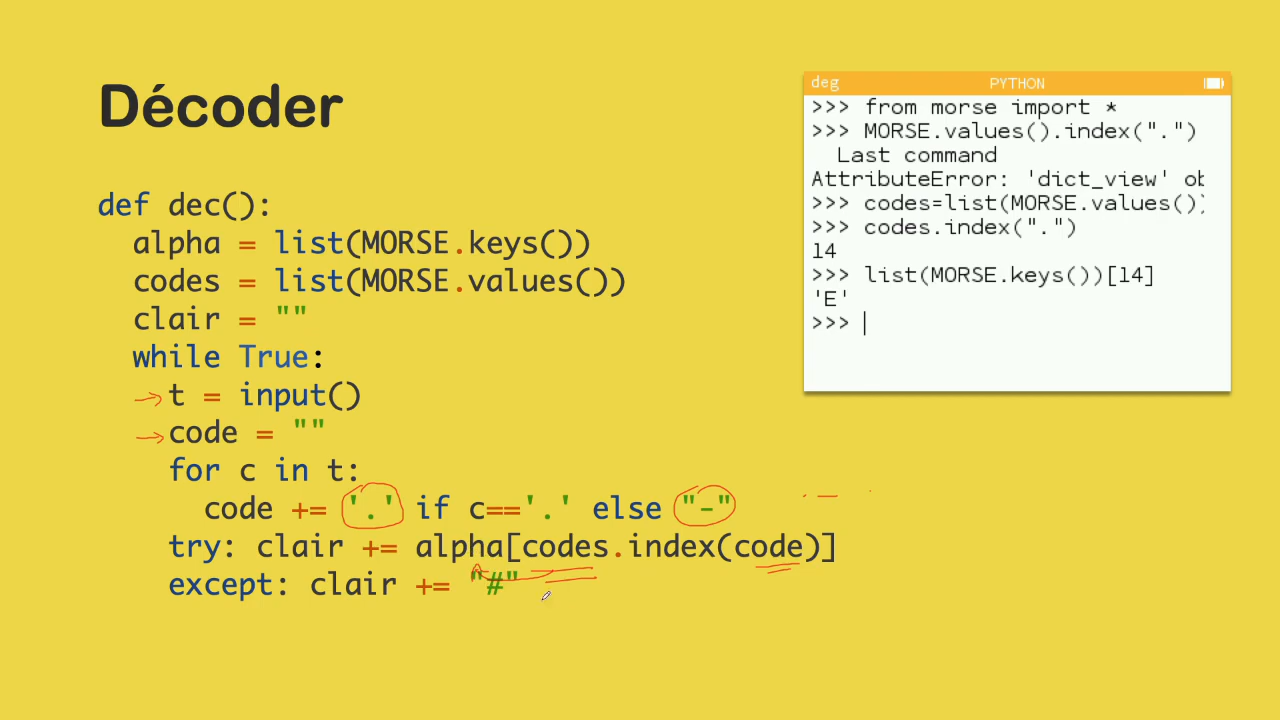 Décoder
def dec():
  alpha = list(MORSE.keys())
  codes = list(MORSE.values())
  clair = ""
  while True:
    t = input()
    code = ""
    for c in t:
      code += '.' if c=='.' else "-"
    try: clair += alpha[codes.index(code)]
    except: clair += "#"
deg PYTHON
>>> from morse import *
>>> MORSE.values().index(".")
  Last command
AttributeError: 'dict_view' ob
>>> codes=list(MORSE.values())
>>> codes.index(".")
14
>>> list(MORSE.keys())[14]
'E'
>>>